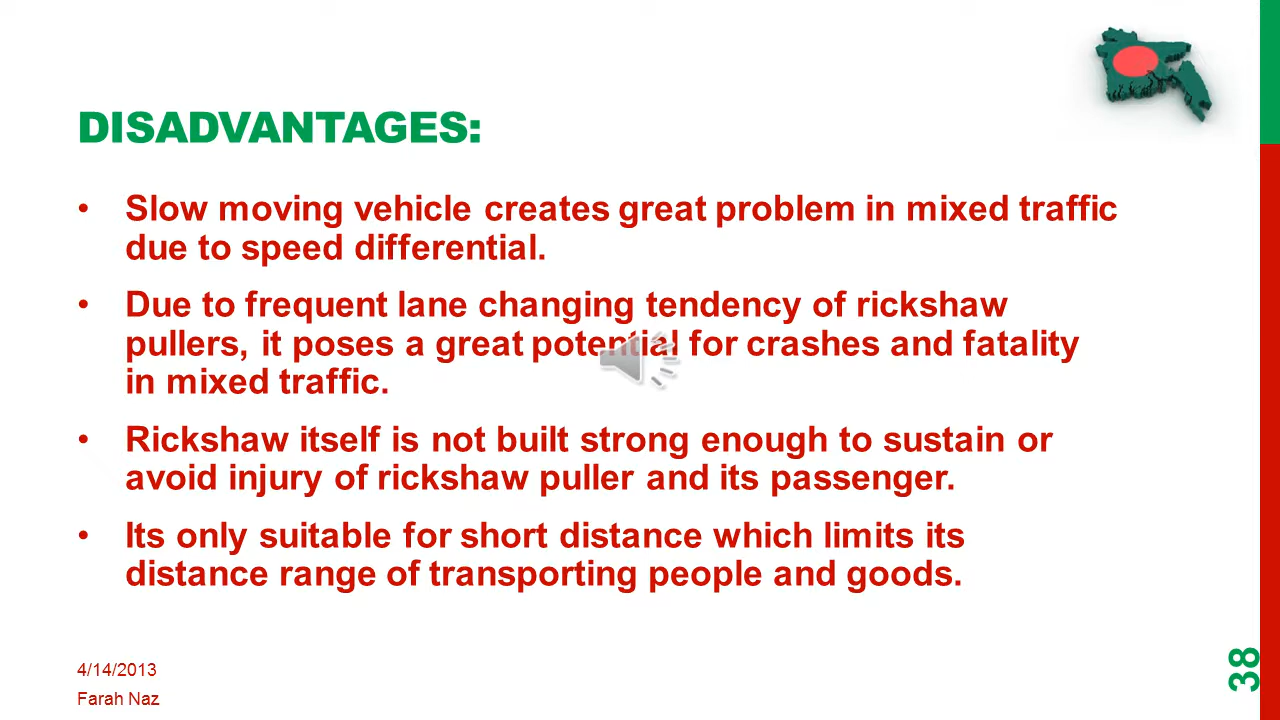 DISADVANTAGES:
• Slow moving vehicle creates great problem in mixed traffic
due to speed differential.
• Due to frequent lane changing tendency of rickshaw
pullers, it poses a great potential for crashes and fatality
in mixed traffic.
• Rickshaw itself is not built strong enough to sustain or
avoid injury of rickshaw puller and its passenger.
• Its only suitable for short distance which limits its
distance range of transporting people and goods.
4/14/2013
Farah Naz
38